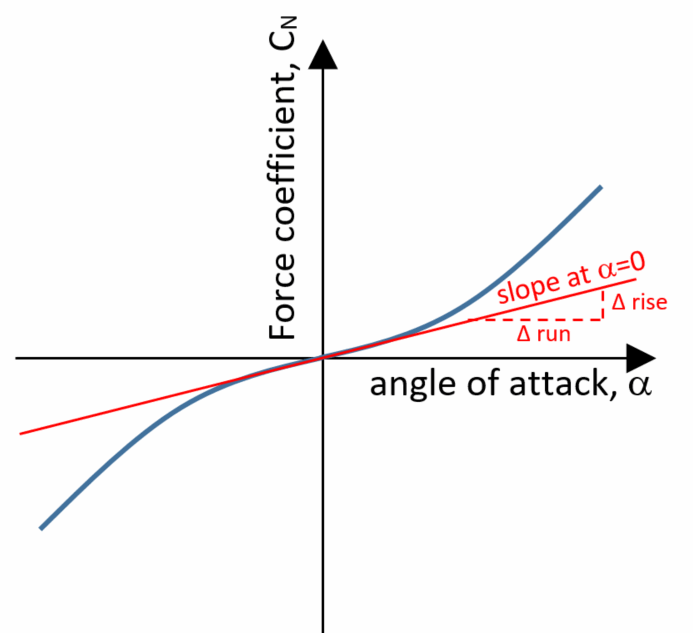 Force coefficient, CN
slope at α=0
Δ rise
Δ run
angle of attack, α